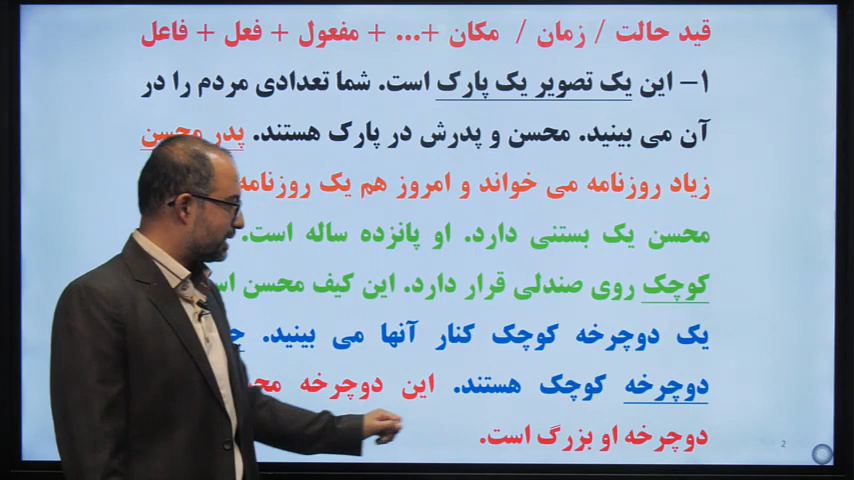 قید حالت / زمان / مکان +... + مفعول + فعل + فاعل
۱- این یک تصویر یک پارک است. شما تعدادی مردم را در
آن می بینید. محسن و پدرش در پارک هستند. پدر محسن
زیاد روزنامه می خواند و امروز هم یک روزنامه
محسن یک بستنی دارد. او پانزده ساله است.
کوچک روی صندلی قرار دارد. این کیف محسن
یک دوچرخه کوچک کنار آنها می بینید.
دوچرخه کوچک هستند. این دوچرخه
دوچرخه او بزرگ است.
2